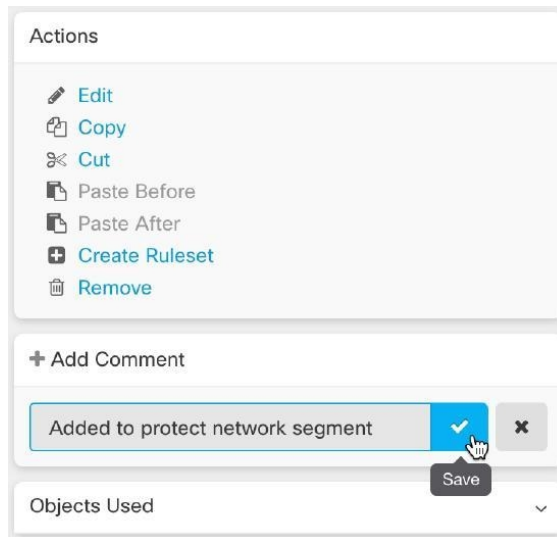 Actions
Edit
Copy
Cut
Paste Before
Paste After
Create Ruleset
Remove
Add Comment
Added to protect network segment
Save
Objects Used